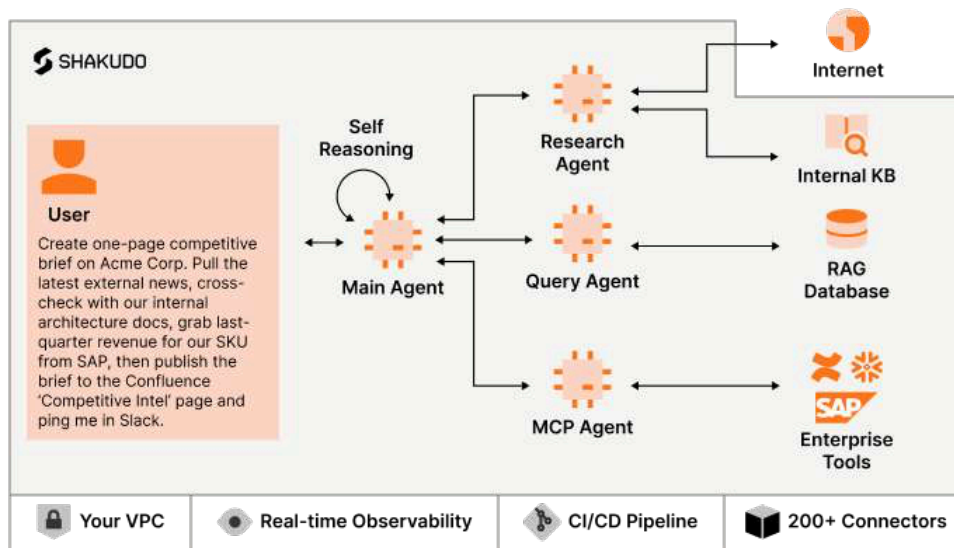 SHAKUDO
Internet
User
Create one-page competitive
brief on Acme Corp. Pull the
latest external news, cross-
check with our internal
architecture docs, grab last-
quarter revenue for our SKU
from SAP, then publish the
brief to the Confluence
‘Competitive Intel’ page and
ping me in Slack.
Self
Reasoning
Main Agent
Research
Agent
Internal KB
Query Agent
RAG
Database
MCP Agent
SAP
Enterprise
Tools
Your VPC
Real-time Observability
CI/CD Pipeline
200+ Connectors